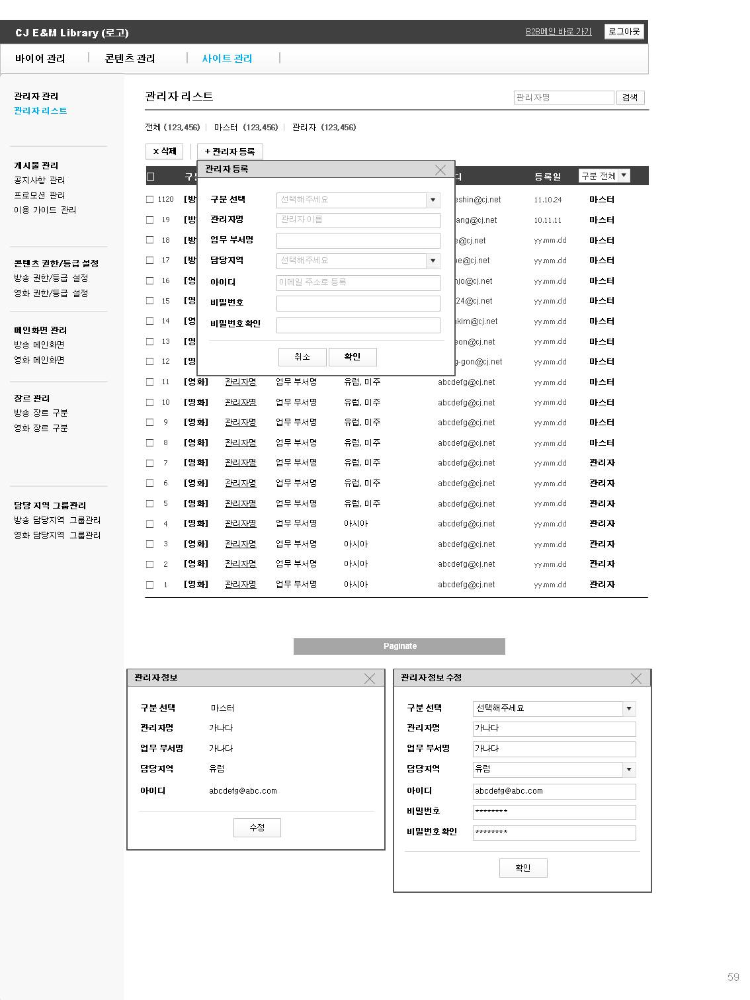 CJ E&M Library (로고)
B2B메인 바로 가기
로그아웃
바이어 관리
콘텐츠 관리
사이트 관리
관리자 관리
관리자 리스트
게시물 관리
공지사항 관리
프로모션 관리
이용 가이드 관리
콘텐츠 권한/등급 설정
방송 권한/등급 설정
영화 권한/등급 설정
메인화면 관리
방송 메인화면
영화 메인화면
장르 관리
방송 장르 구분
영화 장르 구분
담당 지역 그룹관리
방송 담당지역 그룹관리
영화 담당지역 그룹관리
관리자 리스트
관리자명
검색
전체 (123,456) | 마스터 (123,456) | 관리자 (123,456)
X 삭제
+ 관리자 등록
등록일 구분 전체
1120 [방 eshin@cj.net 11.10.24 마스터
19 [방 ang@cj.net 10.11.11 마스터
18 [방 e@cj.net yy.mm.dd 마스터
17 [방 be@cj.net yy.mm.dd 마스터
16 [영 njo@cj.net yy.mm.dd 마스터
15 [영 24@cj.net yy.mm.dd 마스터
14 [영 kim@cj.net yy.mm.dd 마스터
13 [영 eon@cj.net yy.mm.dd 마스터
12 [영 g-gon@cj.net yy.mm.dd 마스터
11 [영화] 관리자명 업무 부서명 유럽, 미주 abcdefg@cj.net yy.mm.dd 마스터
10 [영화] 관리자명 업무 부서명 유럽, 미주 abcdefg@cj.net yy.mm.dd 마스터
9 [영화] 관리자명 업무 부서명 유럽, 미주 abcdefg@cj.net yy.mm.dd 마스터
8 [영화] 관리자명 업무 부서명 유럽, 미주 abcdefg@cj.net yy.mm.dd 마스터
7 [영화] 관리자명 업무 부서명 유럽, 미주 abcdefg@cj.net yy.mm.dd 관리자
6 [영화] 관리자명 업무 부서명 유럽, 미주 abcdefg@cj.net yy.mm.dd 관리자
5 [영화] 관리자명 업무 부서명 유럽, 미주 abcdefg@cj.net yy.mm.dd 관리자
4 [영화] 관리자명 업무 부서명 아시아 abcdefg@cj.net yy.mm.dd 관리자
3 [영화] 관리자명 업무 부서명 아시아 abcdefg@cj.net yy.mm.dd 관리자
2 [영화] 관리자명 업무 부서명 아시아 abcdefg@cj.net yy.mm.dd 관리자
1 [영화] 관리자명 업무 부서명 아시아 abcdefg@cj.net yy.mm.dd 관리자
관리자 등록
구분 선택 선택해주세요
관리자명 관리자 이름
업무 부서명
담당지역 선택해주세요
아이디 이메일 주소로 등록
비밀번호
비밀번호 확인
취소 확인
Paginate
관리자 정보
구분 선택 마스터
관리자명 가나다
업무 부서명 가나다
담당지역 유럽
아이디 abcdefg@abc.com
수정
관리자 정보 수정
구분 선택 선택해주세요
관리자명 가나다
업무 부서명 가나다
담당지역 유럽
아이디 abcdefg@abc.com
비밀번호 ********
비밀번호 확인 ********
확인
59